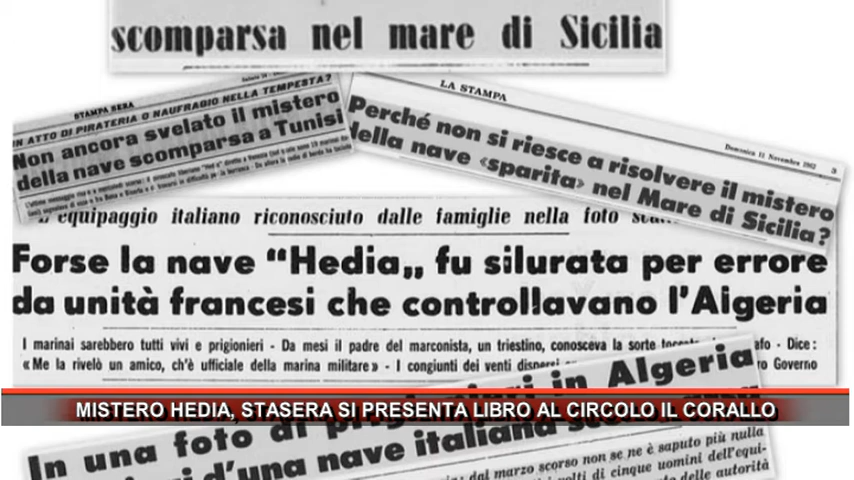 scomparsa nel mare di Sicilia
STAMPA SERA
IN ATTO DI PIRATERIA O NAUFRAGIO NELLA TEMPESTA?
Non ancora svelato il mistero
della nave scomparsa a Tunisi
LA STAMPA
Domenica 11 Novembre 1962 3
Perché non si riesce a risolvere il mistero
della nave «sparita» nel Mare di Sicilia?
equipaggio italiano riconosciuto dalle famiglie nella foto
Forse la nave "Hedia„ fu silurata per errore
da unità francesi che controllavano l'Algeria
I marinai sarebbero tutti vivi e prigionieri - Da mesi il padre del marconista, un triestino, conosceva la sorte - Dice:
«Me la rivelò un amico, ch'è ufficiale della marina militare» - I congiunti dei venti dispersi Governo
MISTERO HEDIA, STASERA SI PRESENTA LIBRO AL CIRCOLO IL CORALLO
In una foto di in Algeria
d'una nave italiana
dal marzo scorso non se ne è saputo più nulla
volti di cinque uomini dell'equi-
delle autorità